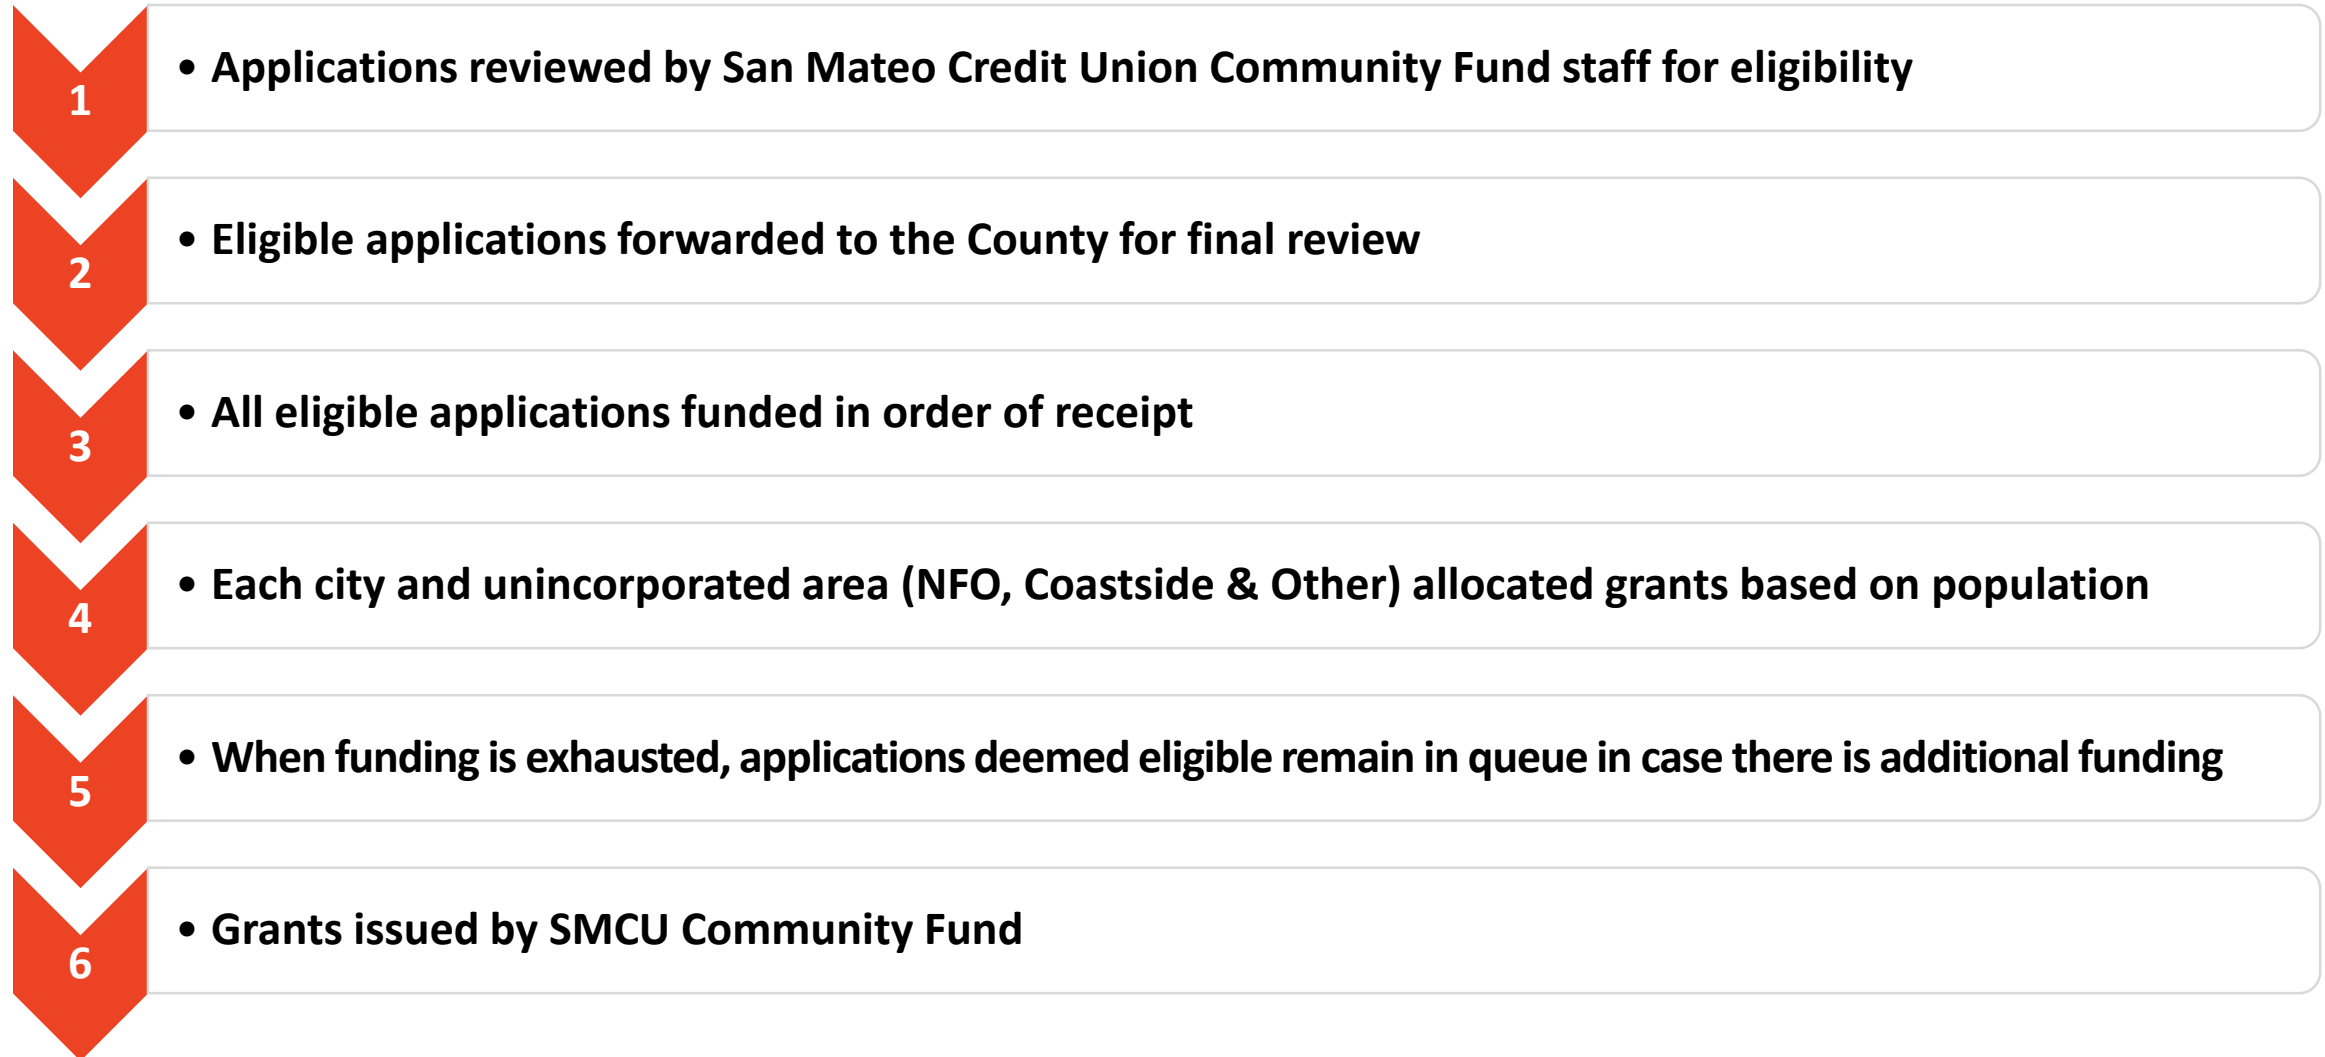 1
• Applications reviewed by San Mateo Credit Union Community Fund staff for eligibility
2
• Eligible applications forwarded to the County for final review
3
• All eligible applications funded in order of receipt
4
• Each city and unincorporated area (NFO, Coastside & Other) allocated grants based on population
5
• When funding is exhausted, applications deemed eligible remain in queue in case there is additional funding
6
• Grants issued by SMCU Community Fund